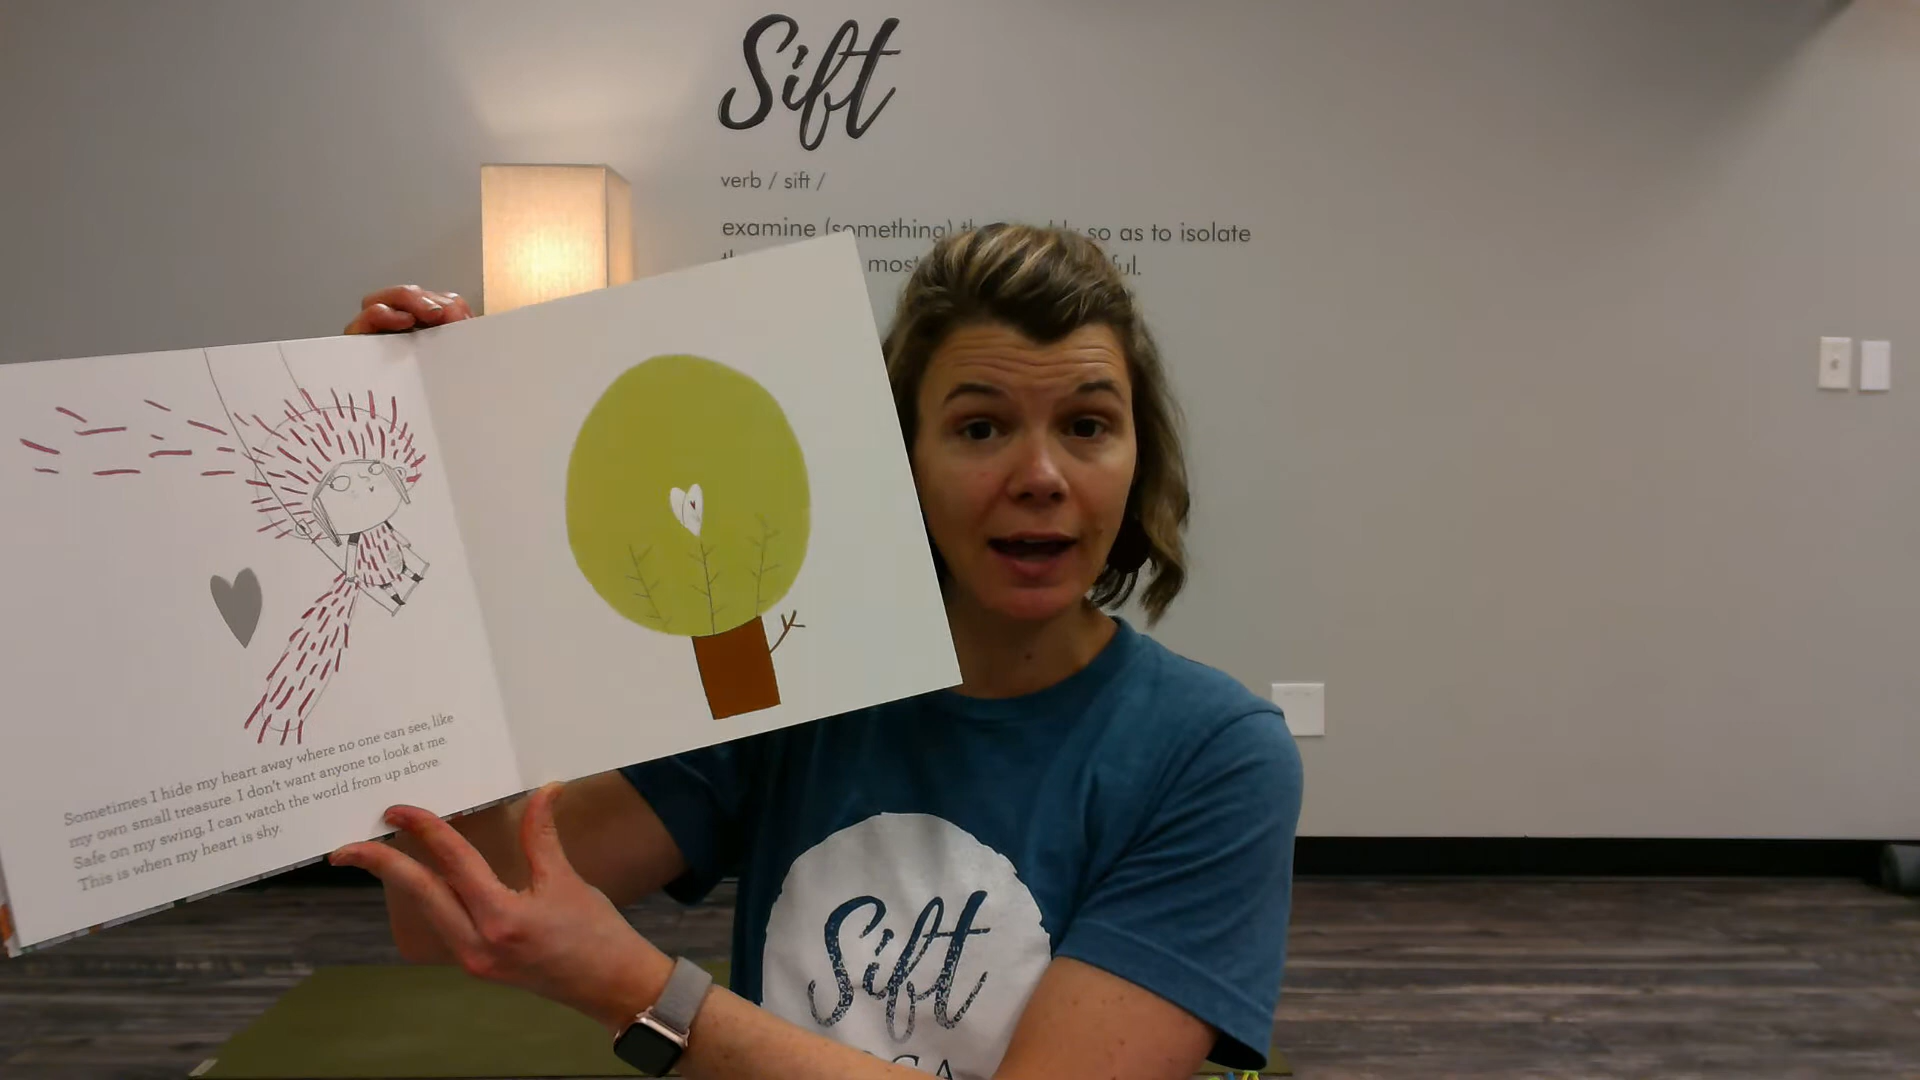 Sift
verb / sift /
examine (something) so as to isolate
most
Sometimes I hide my heart away where no one can see, like
my own small treasure. I don't want anyone to look at me.
Safe on my swing, I can watch the world from up above.
This is when my heart is shy.
Sift